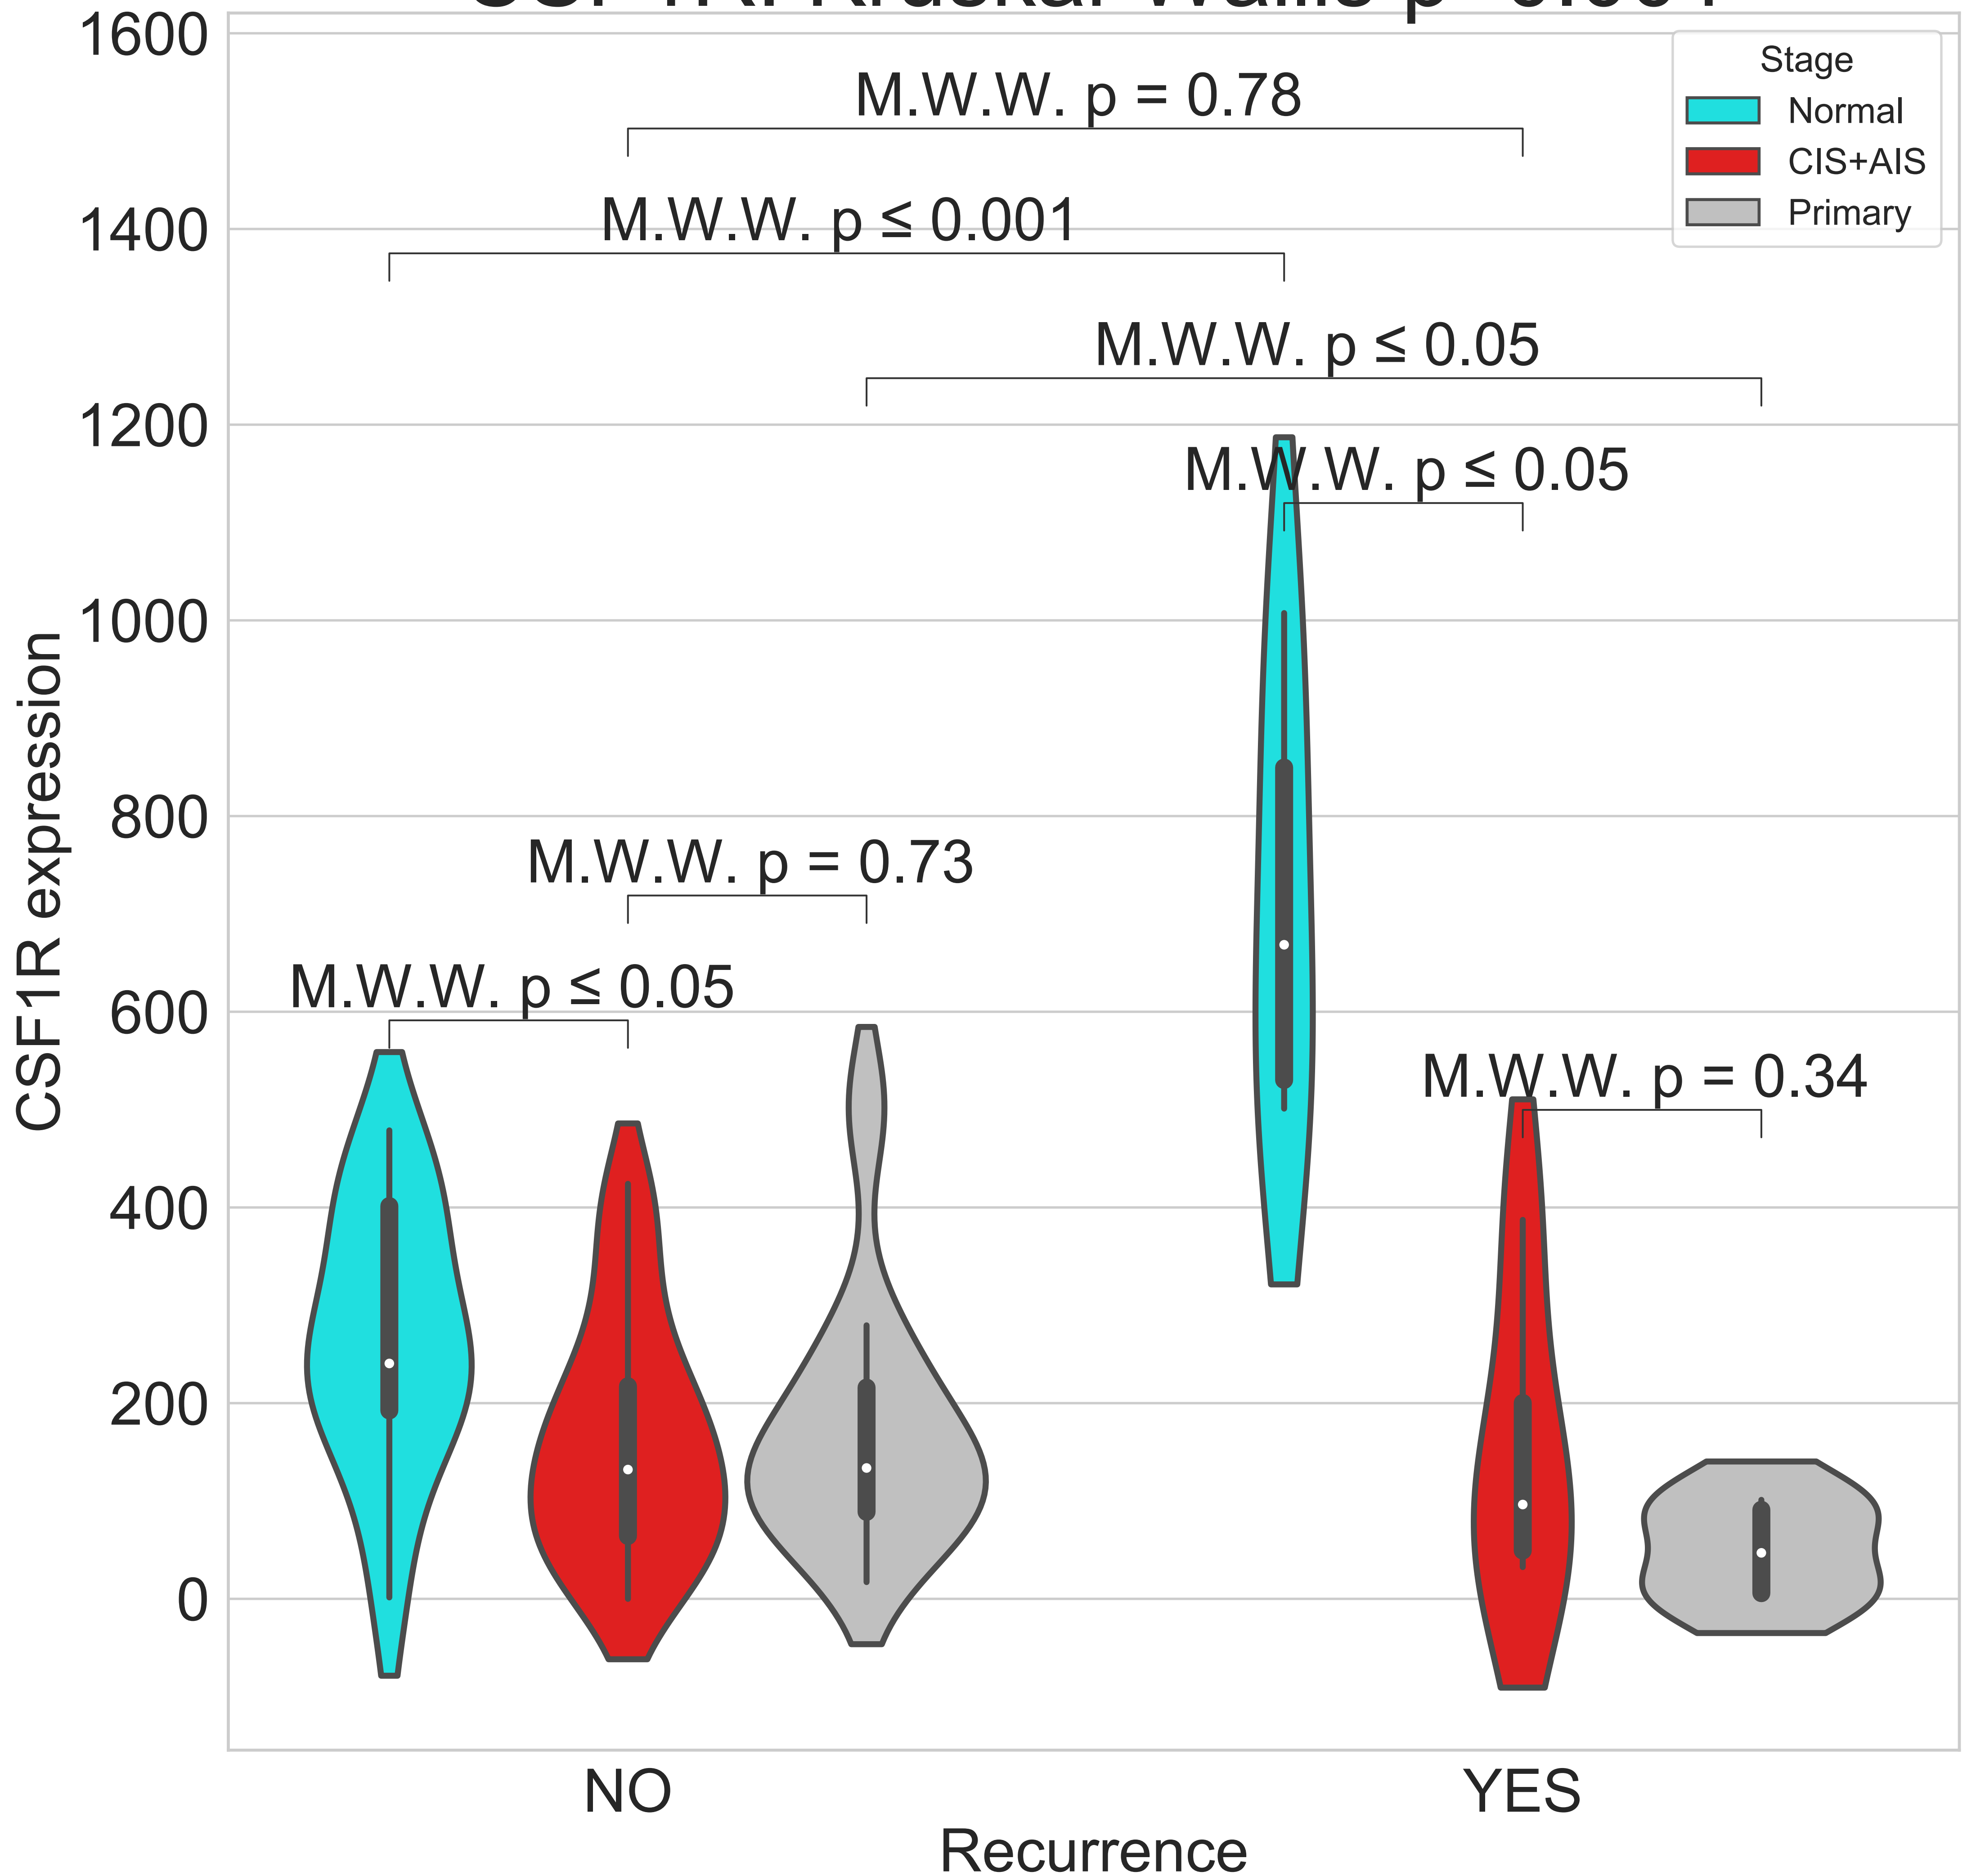 1600
1400
1200
1000
800
600
400
200
0
CSF1R expression
M.W.W. p = 0.78
M.W.W. p ≤ 0.001
M.W.W. p ≤ 0.05
M.W.W. p ≤ 0.05
M.W.W. p = 0.73
M.W.W. p ≤ 0.05
M.W.W. p = 0.34
Stage
Normal
CIS+AIS
Primary
NO
YES
Recurrence